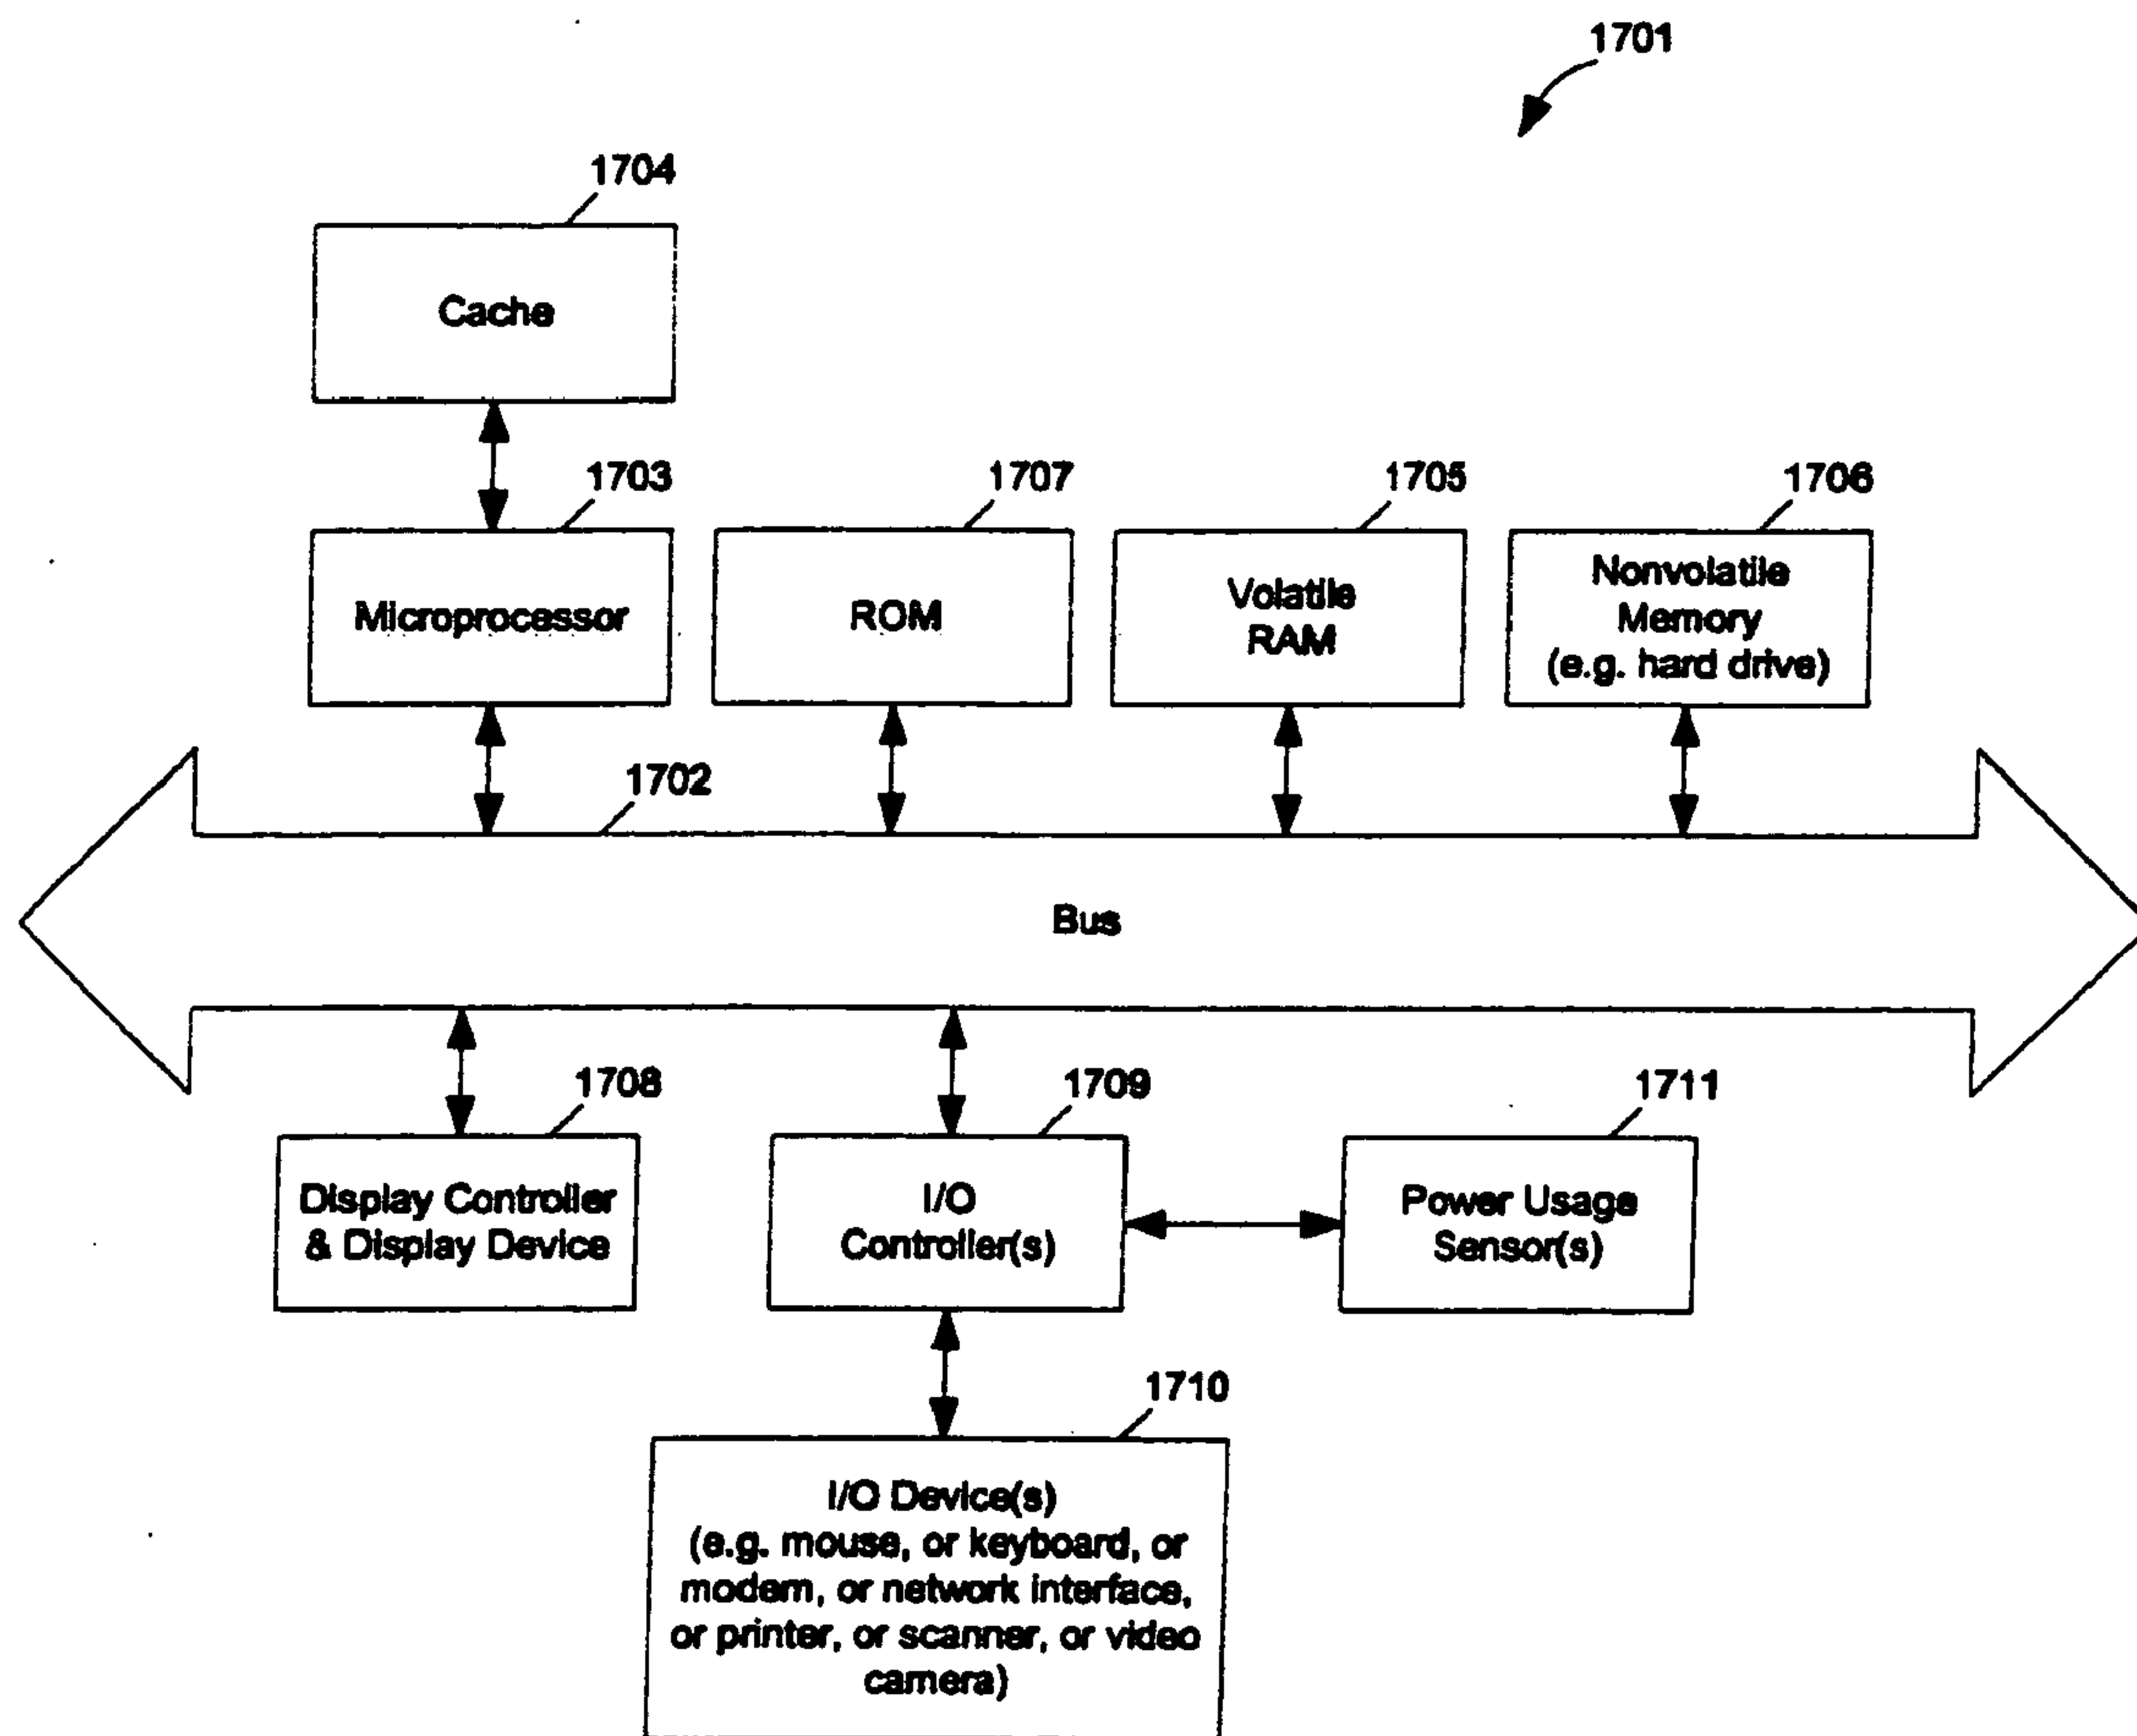 1701
1704
Cache
1703
1707
1705
1706
Microprocessor
ROM
Volatile
RAM
Nonvolatile
Memory
(e.g. hard drive)
1702
Bus
1708
1709
1711
Display Controller
& Display Device
I/O
Controller(s)
Power Usage
Sensor(s)
1710
I/O Device(s)
(e.g. mouse, or keyboard, or
modem, or network interface,
or printer, or scanner, or video
camera)